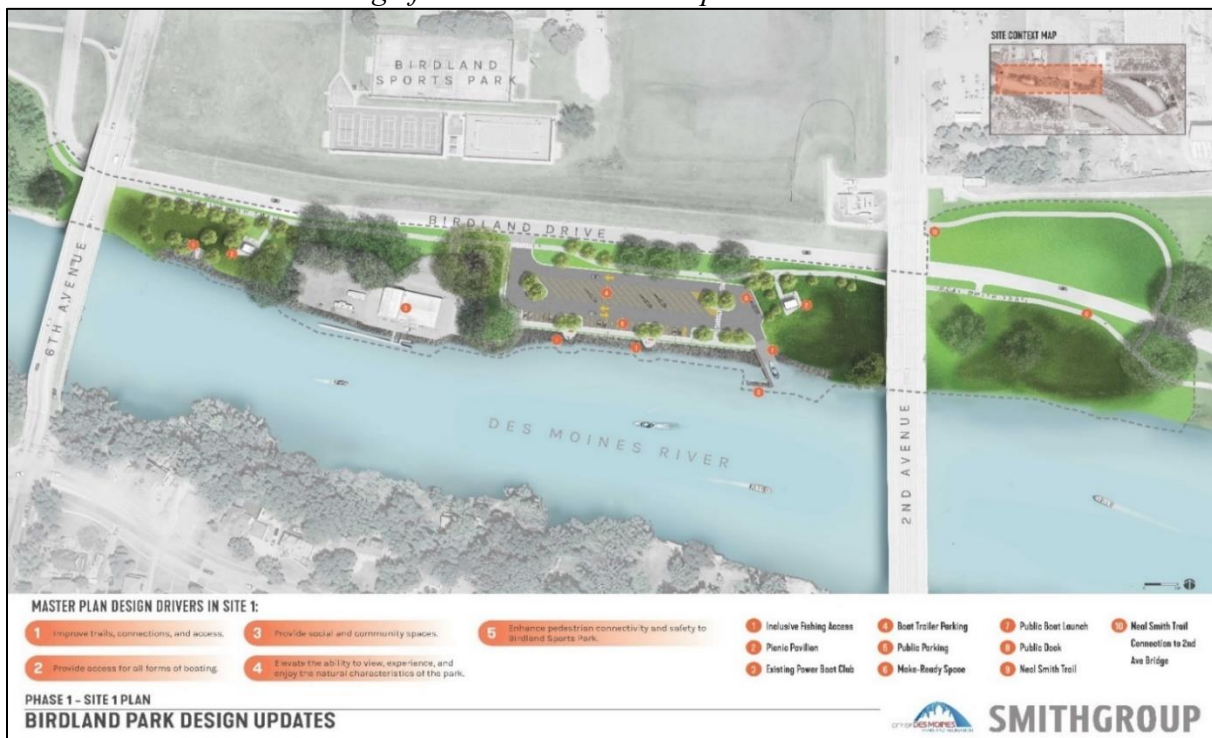 SITE CONTEXT MAP
BIRDLAND
SPORTS PARK
BIRDLAND DRIVE
6TH AVENUE
2ND AVENUE
DES MOINES RIVER
MASTER PLAN DESIGN DRIVERS IN SITE 1:
1 Improve trails, connections, and access.
2 Provide access for all forms of boating.
3 Provide social and community spaces.
4 Elevate the ability to view, experience, and
enjoy the natural characteristics of the park.
5 Enhance pedestrian connectivity and safety to
Birdland Sports Park.
1 Inclusive Fishing Access
2 Picnic Pavilion
3 Existing Power Boat Club
4 Boat Trailer Parking
5 Public Parking
6 Make-Ready Space
7 Public Boat Launch
8 Public Dock
9 Neal Smith Trail
10 Neal Smith Trail
Connection to 2nd
Ave Bridge
PHASE 1 - SITE 1 PLAN
BIRDLAND PARK DESIGN UPDATES
DES MOINES
SMITHGROUP